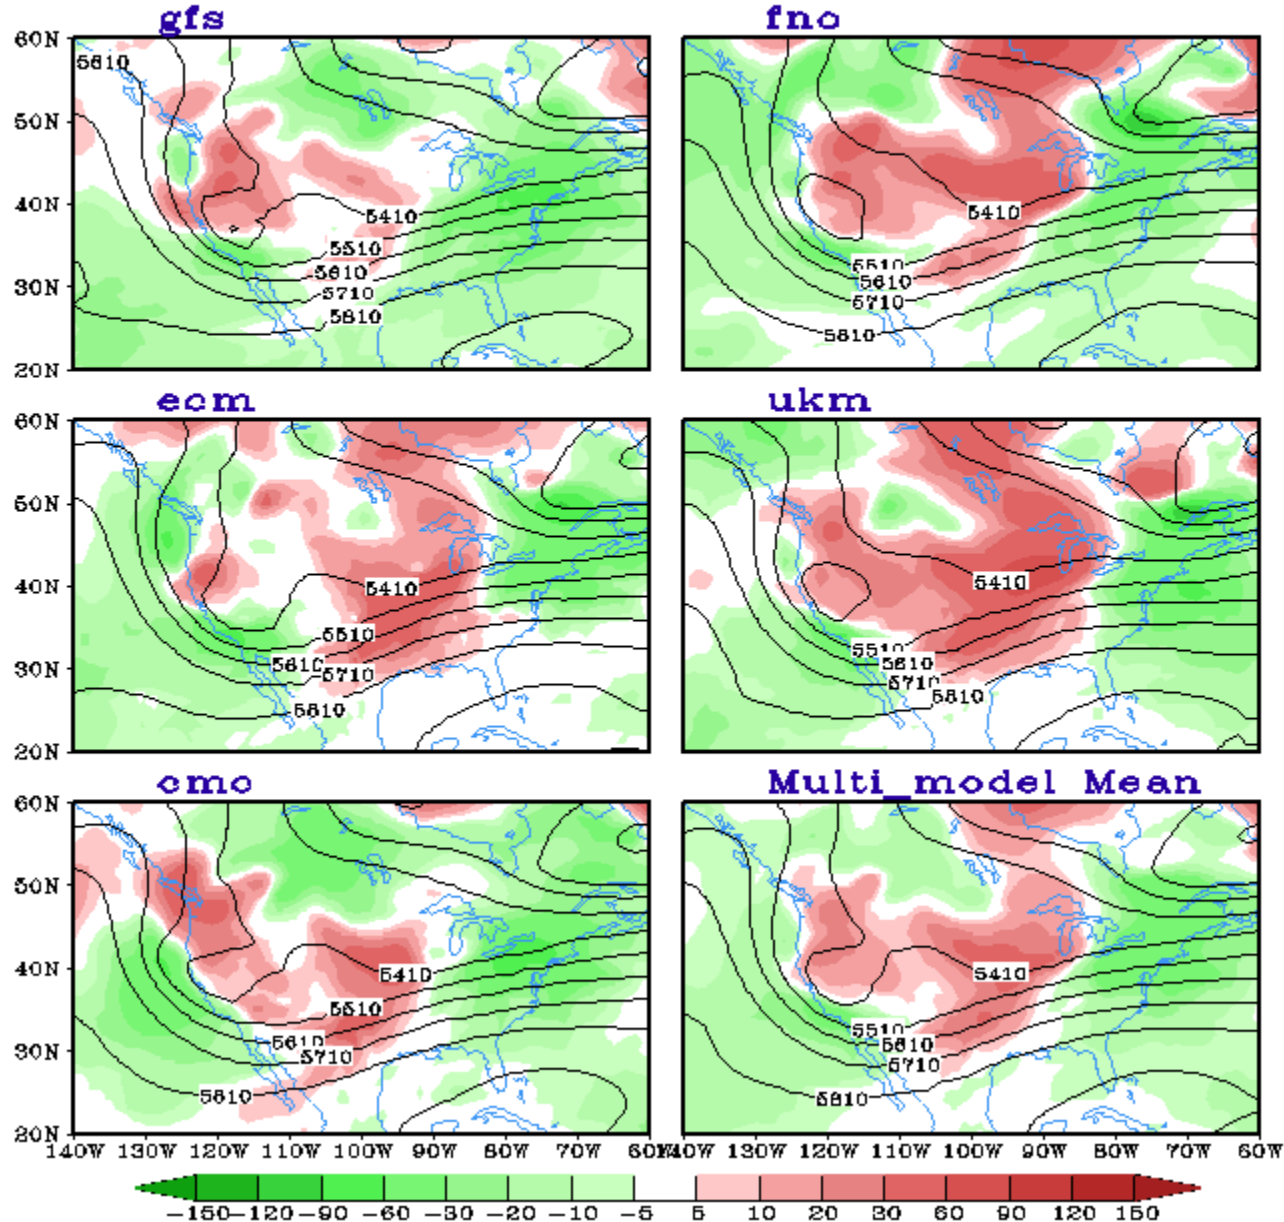 gfs fno
60N
5610
50N
40N
5410 5410
5510 5510
5610 5610
30N
5710 5710
5810 5810
20N
ecm ukm
60N
50N
40N
5410 5410
5510 5510
5610 5710 5610
30N
5710
5810 5810
20N
cmc Multi_model Mean
60N
50N
40N
5410 5410
5510 5510
5610 5610
30N
5710 5710
5810 5810
20N
140W 130W 120W 110W 100W 90W 80W 70W 60W 140W 130W 120W 110W 100W 90W 80W 70W 60W
-150 -120 -90 -60 -30 -20 -10 -5 5 10 20 30 60 90 120 150